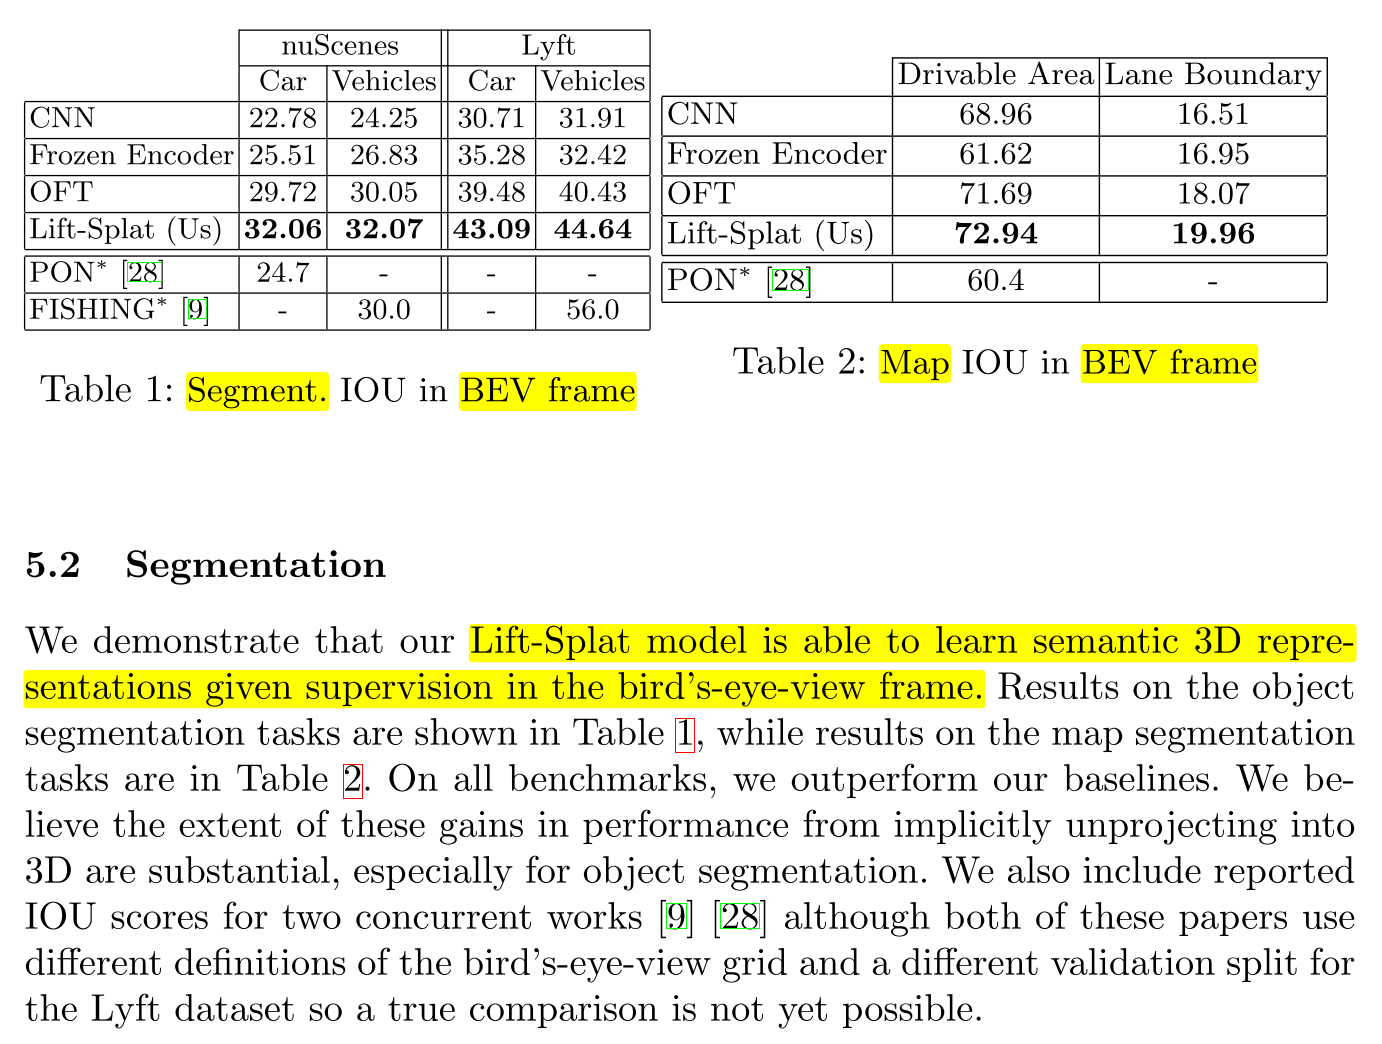 nuScenes Lyft
Car Vehicles Car Vehicles
CNN 22.78 24.25 30.71 31.91
Frozen Encoder 25.51 26.83 35.28 32.42
OFT 29.72 30.05 39.48 40.43
Lift-Splat (Us) 32.06 32.07 43.09 44.64
PON* [28] 24.7 - - -
FISHING* [9] - 30.0 - 56.0
Table 1: Segment. IOU in BEV frame
Drivable Area Lane Boundary
CNN 68.96 16.51
Frozen Encoder 61.62 16.95
OFT 71.69 18.07
Lift-Splat (Us) 72.94 19.96
PON* [28] 60.4 -
Table 2: Map IOU in BEV frame
5.2 Segmentation
We demonstrate that our Lift-Splat model is able to learn semantic 3D repre-
sentations given supervision in the bird's-eye-view frame. Results on the object
segmentation tasks are shown in Table 1, while results on the map segmentation
tasks are in Table 2. On all benchmarks, we outperform our baselines. We be-
lieve the extent of these gains in performance from implicitly unprojecting into
3D are substantial, especially for object segmentation. We also include reported
IOU scores for two concurrent works [9] [28] although both of these papers use
different definitions of the bird's-eye-view grid and a different validation split for
the Lyft dataset so a true comparison is not yet possible.